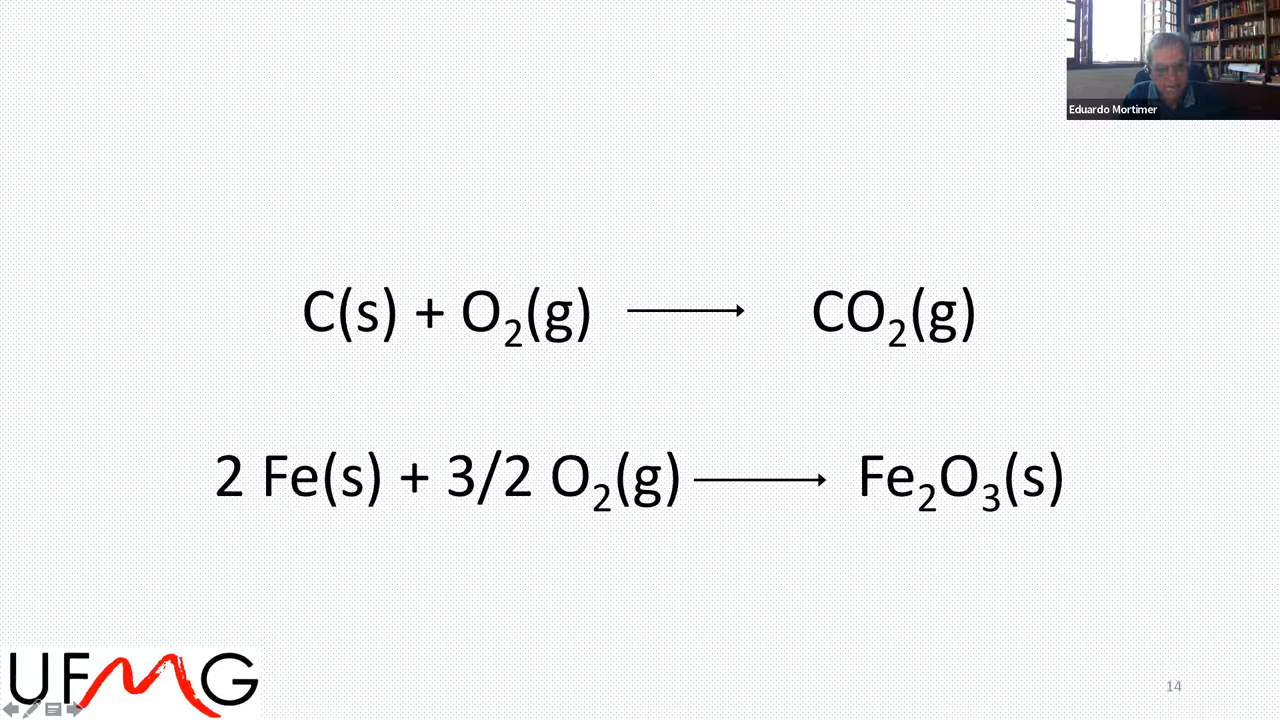 Eduardo Mortimer
C(s) + O₂(g) ⟶ CO₂(g)
2 Fe(s) + 3/2 O₂(g) ⟶ Fe₂O₃(s)
UFMG
14